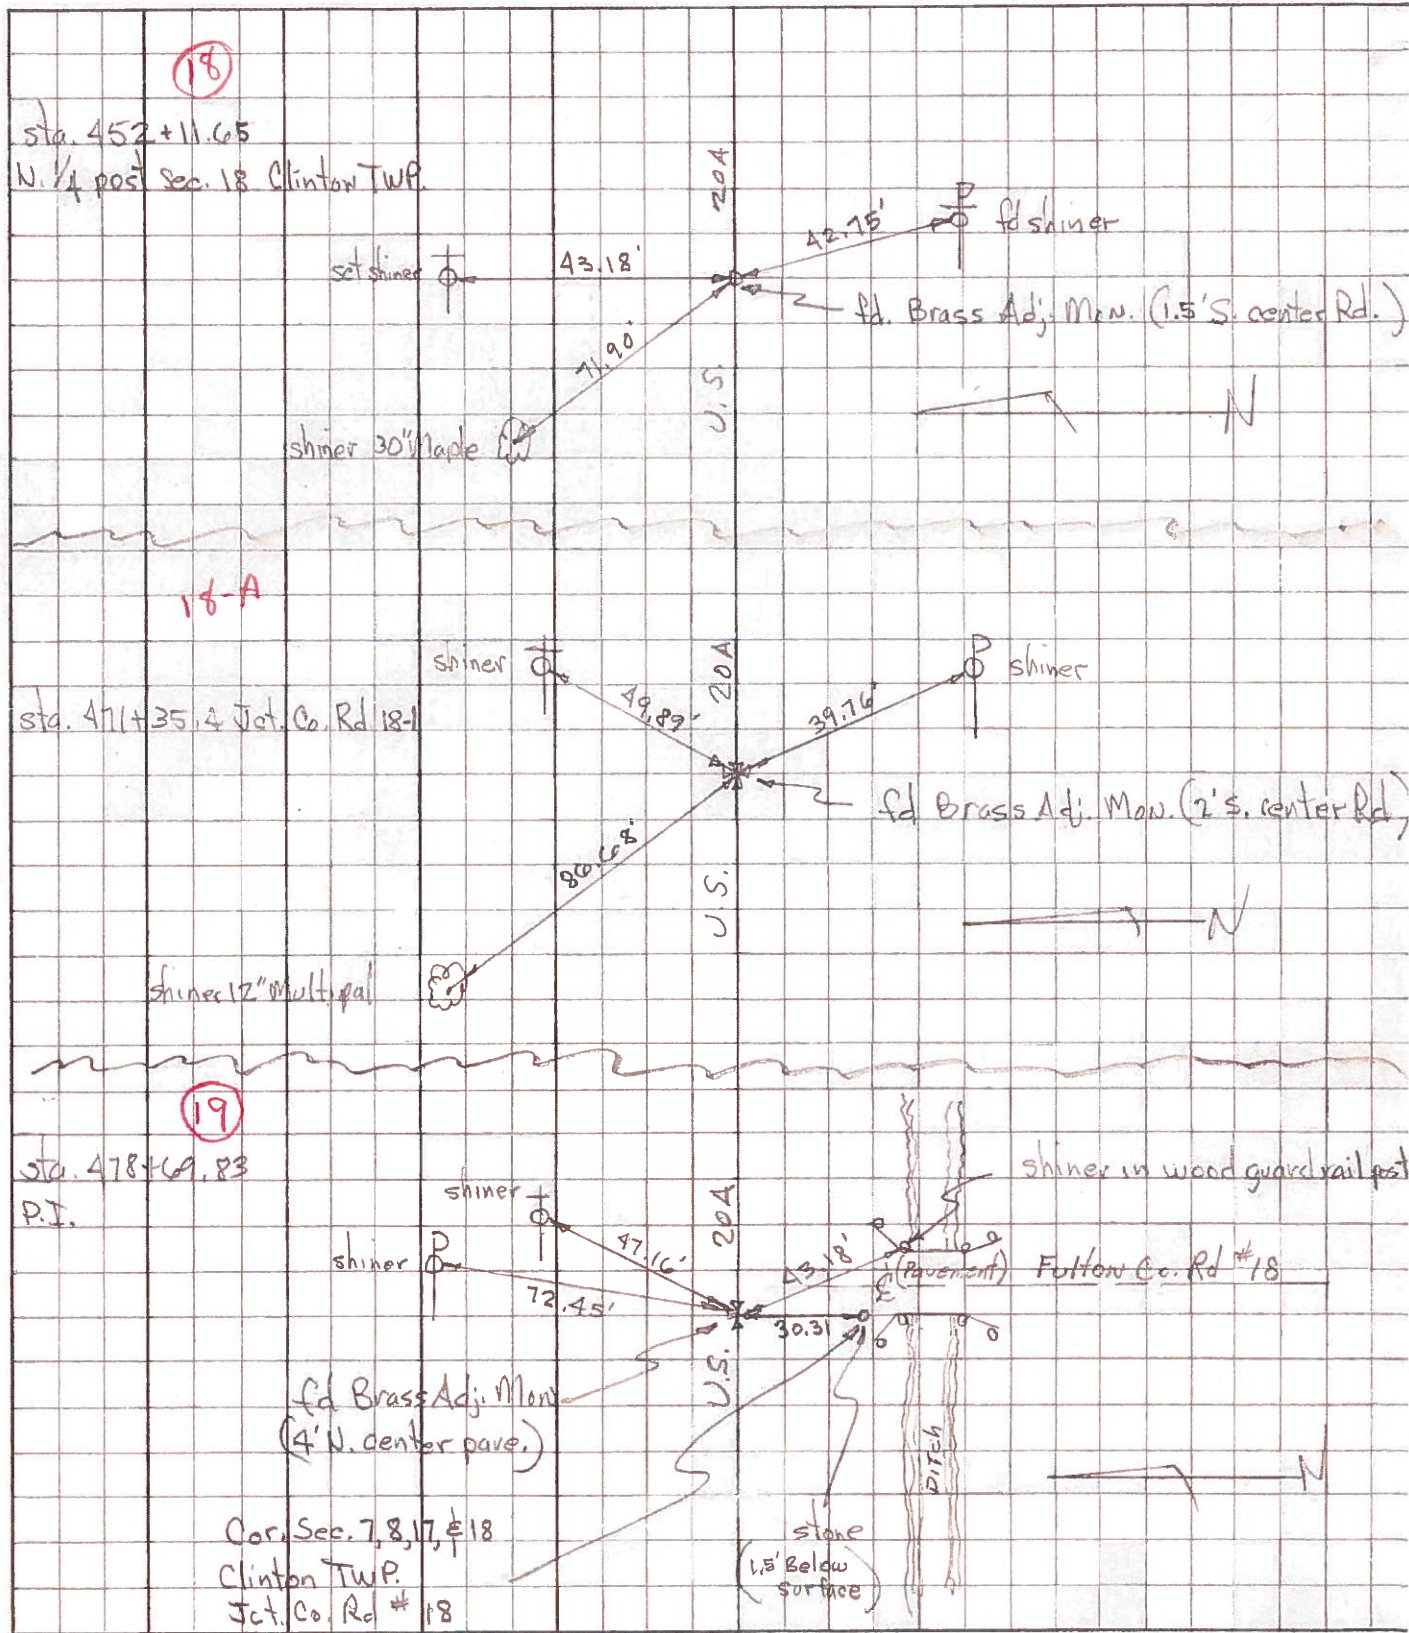 18
sta. 452+11.65
N. 1/4 post Sec. 18 Clinton TWP.
20A
P
fd shiner
42.75'
set shiner
43.18'
fd. Brass Adj. Mon. (1.5' S. center Rd.)
71.90'
U.S.
N
shiner 30" Maple
18-A
shiner
20A
P
shiner
49.89'
39.76'
sta. 471+35.4 Jct. Co. Rd 18-1
fd Brass Adj. Mon. (2' S. center Rd)
86.68'
U.S.
N
shiner 12" Multipal
19
sta. 478+69.83
P.I.
shiner
20A
shiner in wood guard rail post
shiner
P
47.16'
43.18'
(Pavement)
Fulton Co. Rd #18
72.45'
30.31
U.S.
fd Brass Adj. Mon
(4' N. center pave.)
DITCH
N
Cor. Sec. 7, 8, 17, & 18
Clinton TWP.
Jct. Co. Rd # 18
stone
(1.5' Below
surface)